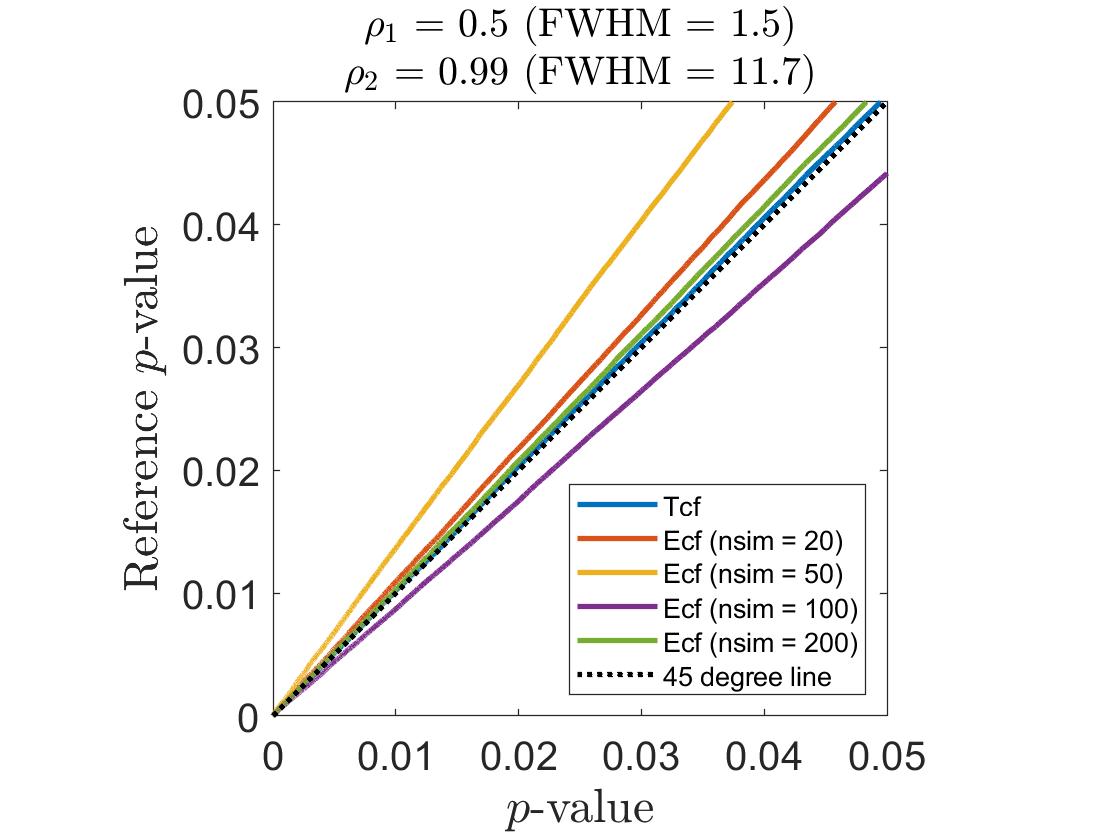 ρ₁ = 0.5 (FWHM = 1.5)
ρ₂ = 0.99 (FWHM = 11.7)
0.05
0.04
0.03
0.02
0.01
0
Reference p-value
Tcf
Ecf (nsim = 20)
Ecf (nsim = 50)
Ecf (nsim = 100)
Ecf (nsim = 200)
45 degree line
0 0.01 0.02 0.03 0.04 0.05
p-value